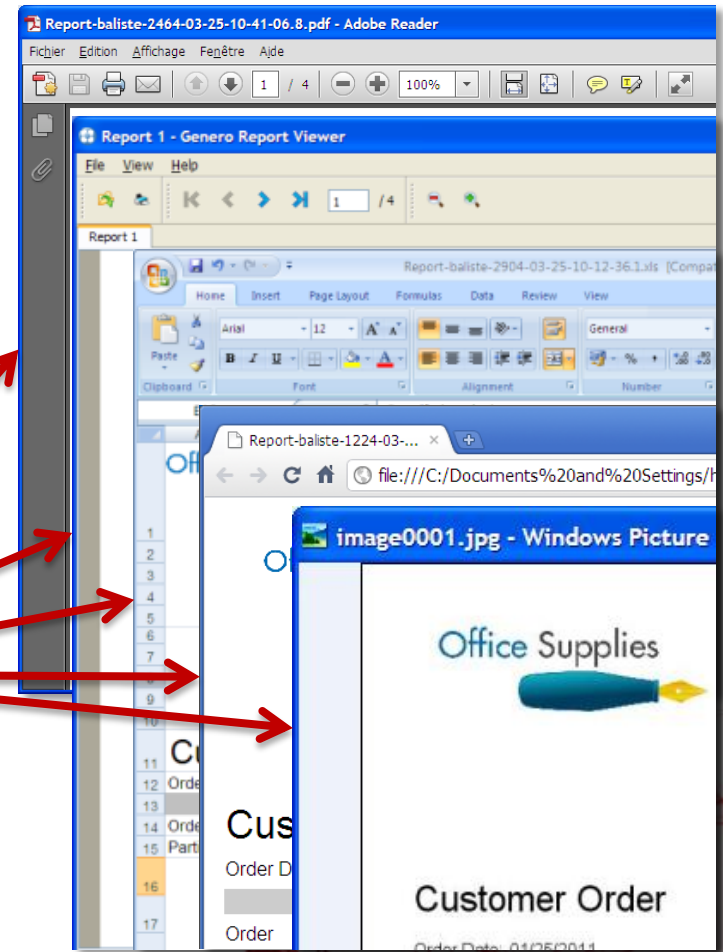 Report-baliste-2464-03-25-10-41-06.8.pdf - Adobe Reader
Fichier Edition Affichage Fenêtre Aide
1 / 4 100%
Report 1 - Genero Report Viewer
File View Help
1 /4
Report 1
Report-baliste-2904-03-25-10-12-36.1.xls [Compat
Home Insert Page Layout Formulas Data Review View
Arial 12 A A General
Paste B I U A % ,
Clipboard Font Alignment Number
Report-baliste-1224-03-...
Off
file:///C:/Documents%20and%20Settings/h
1
image0001.jpg - Windows Picture
2
3
4
5
6
7
Office Supplies
9
10
11
12 Orde
13
14 Orde
15 Part
Cus
Order D
16
Customer Order
17
Order
Order Date: 01/25/2011